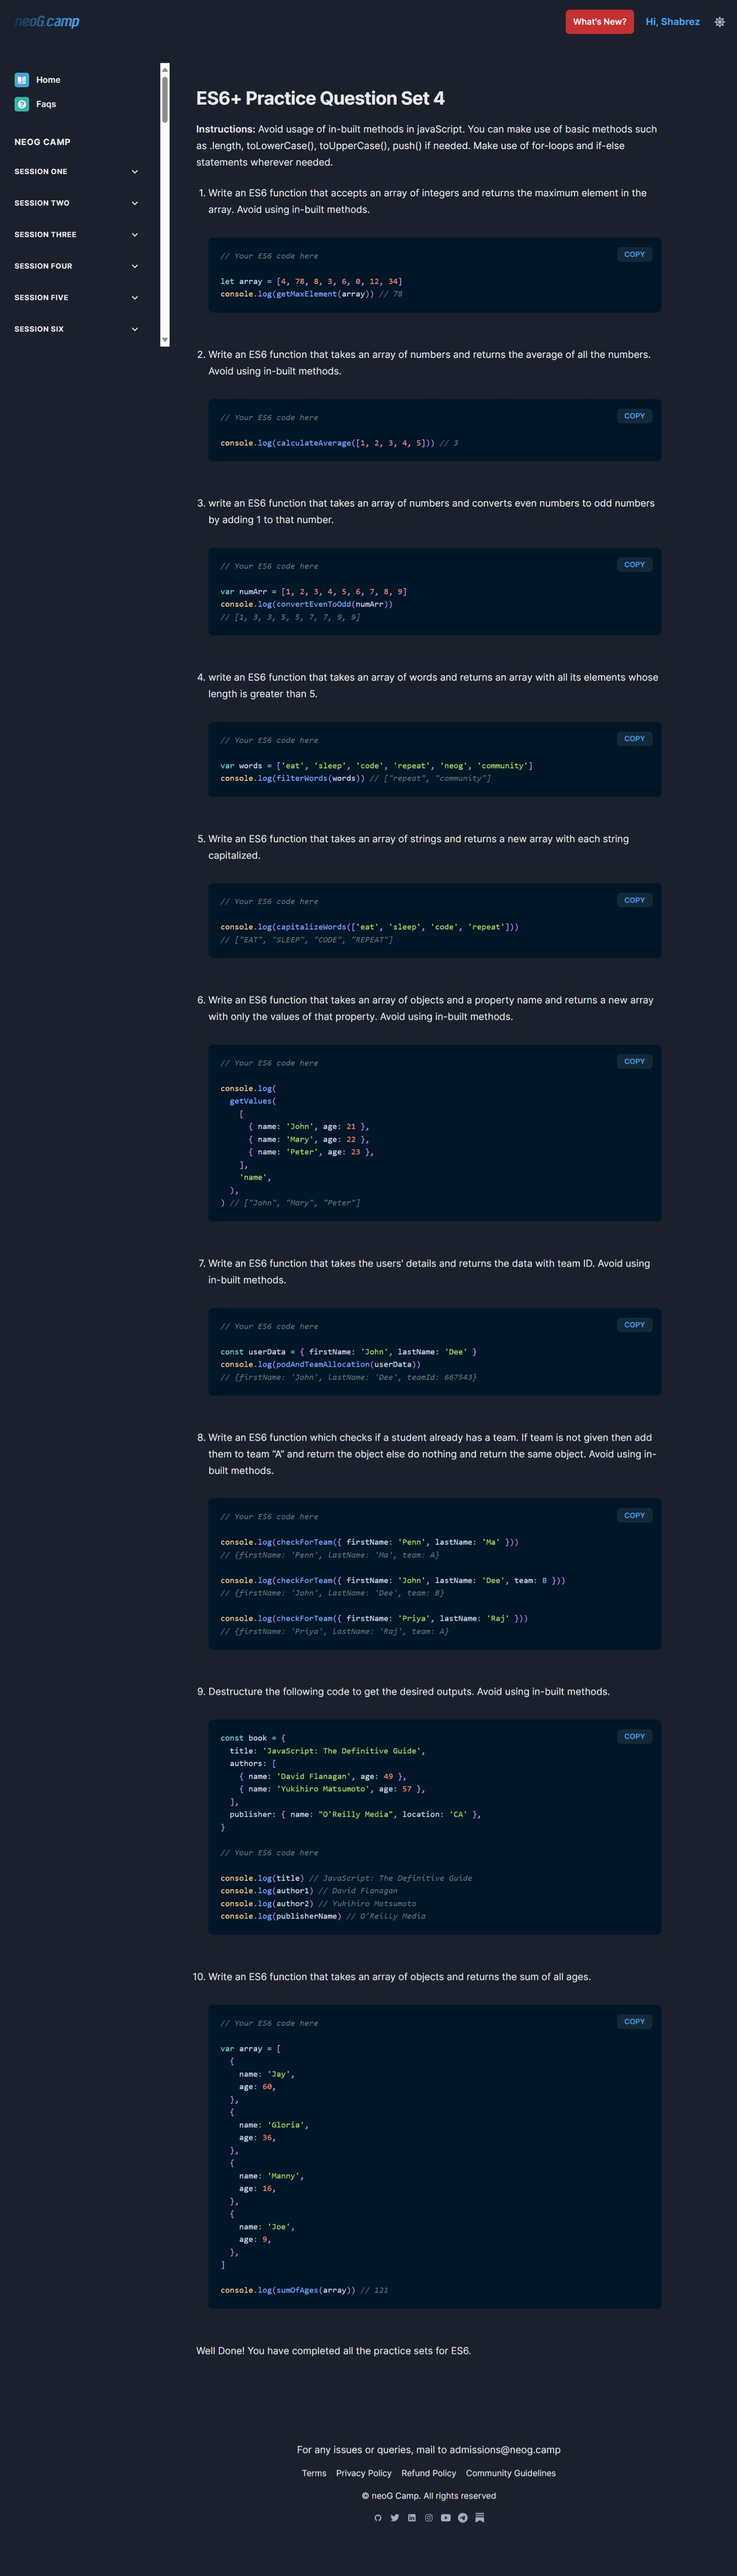 neoG.camp
What's New?
Hi, Shabrez
Home
Faqs
NEOG CAMP
SESSION ONE
SESSION TWO
SESSION THREE
SESSION FOUR
SESSION FIVE
SESSION SIX
ES6+ Practice Question Set 4
Instructions: Avoid usage of in-built methods in javaScript. You can make use of basic methods such
as .length, toLowerCase(), toUpperCase(), push() if needed. Make use of for-loops and if-else
statements wherever needed.
1. Write an ES6 function that accepts an array of integers and returns the maximum element in the
array. Avoid using in-built methods.
COPY
// Your ES6 code here
let array = [4, 78, 8, 3, 6, 0, 12, 34]
console.log(getMaxElement(array)) // 78
2. Write an ES6 function that takes an array of numbers and returns the average of all the numbers.
Avoid using in-built methods.
COPY
// Your ES6 code here
console.log(calculateAverage([1, 2, 3, 4, 5])) // 3
3. write an ES6 function that takes an array of numbers and converts even numbers to odd numbers
by adding 1 to that number.
COPY
// Your ES6 code here
var numArr = [1, 2, 3, 4, 5, 6, 7, 8, 9]
console.log(convertEvenToOdd(numArr))
// [1, 3, 3, 5, 5, 7, 7, 9, 9]
4. write an ES6 function that takes an array of words and returns an array with all its elements whose
length is greater than 5.
COPY
// Your ES6 code here
var words = ['eat', 'sleep', 'code', 'repeat', 'neog', 'community']
console.log(filterWords(words)) // ["repeat", "community"]
5. Write an ES6 function that takes an array of strings and returns a new array with each string
capitalized.
COPY
// Your ES6 code here
console.log(capitalizeWords(['eat', 'sleep', 'code', 'repeat']))
// ["EAT", "SLEEP", "CODE", "REPEAT"]
6. Write an ES6 function that takes an array of objects and a property name and returns a new array
with only the values of that property. Avoid using in-built methods.
COPY
// Your ES6 code here
console.log(
getValues(
[
{ name: 'John', age: 21 },
{ name: 'Mary', age: 22 },
{ name: 'Peter', age: 23 },
],
'name',
),
) // ["John", "Mary", "Peter"]
7. Write an ES6 function that takes the users' details and returns the data with team ID. Avoid using
in-built methods.
COPY
// Your ES6 code here
const userData = { firstName: 'John', lastName: 'Dee' }
console.log(podAndTeamAllocation(userData))
// {firstName: 'John', lastName: 'Dee', teamId: 667543}
8. Write an ES6 function which checks if a student already has a team. If team is not given then add
them to team “A” and return the object else do nothing and return the same object. Avoid using in-
built methods.
COPY
// Your ES6 code here
console.log(checkForTeam({ firstName: 'Penn', lastName: 'Ma' }))
// {firstName: 'Penn', lastName: 'Ma', team: A}
console.log(checkForTeam({ firstName: 'John', lastName: 'Dee', team: B }))
// {firstName: 'John', lastName: 'Dee', team: B}
console.log(checkForTeam({ firstName: 'Priya', lastName: 'Raj' }))
// {firstName: 'Priya', lastName: 'Raj', team: A}
9. Destructure the following code to get the desired outputs. Avoid using in-built methods.
COPY
const book = {
title: 'JavaScript: The Definitive Guide',
authors: [
{ name: 'David Flanagan', age: 49 },
{ name: 'Yukihiro Matsumoto', age: 57 },
],
publisher: { name: "O'Reilly Media", location: 'CA' },
}
// Your ES6 code here
console.log(title) // JavaScript: The Definitive Guide
console.log(author1) // David Flanagan
console.log(author2) // Yukihiro Matsumoto
console.log(publisherName) // O'Reilly Media
10. Write an ES6 function that takes an array of objects and returns the sum of all ages.
COPY
// Your ES6 code here
var array = [
{
name: 'Jay',
age: 60,
},
{
name: 'Gloria',
age: 36,
},
{
name: 'Manny',
age: 16,
},
{
name: 'Joe',
age: 9,
},
]
console.log(sumOfAges(array)) // 121
Well Done! You have completed all the practice sets for ES6.
For any issues or queries, mail to admissions@neog.camp
Terms Privacy Policy Refund Policy Community Guidelines
© neoG Camp. All rights reserved